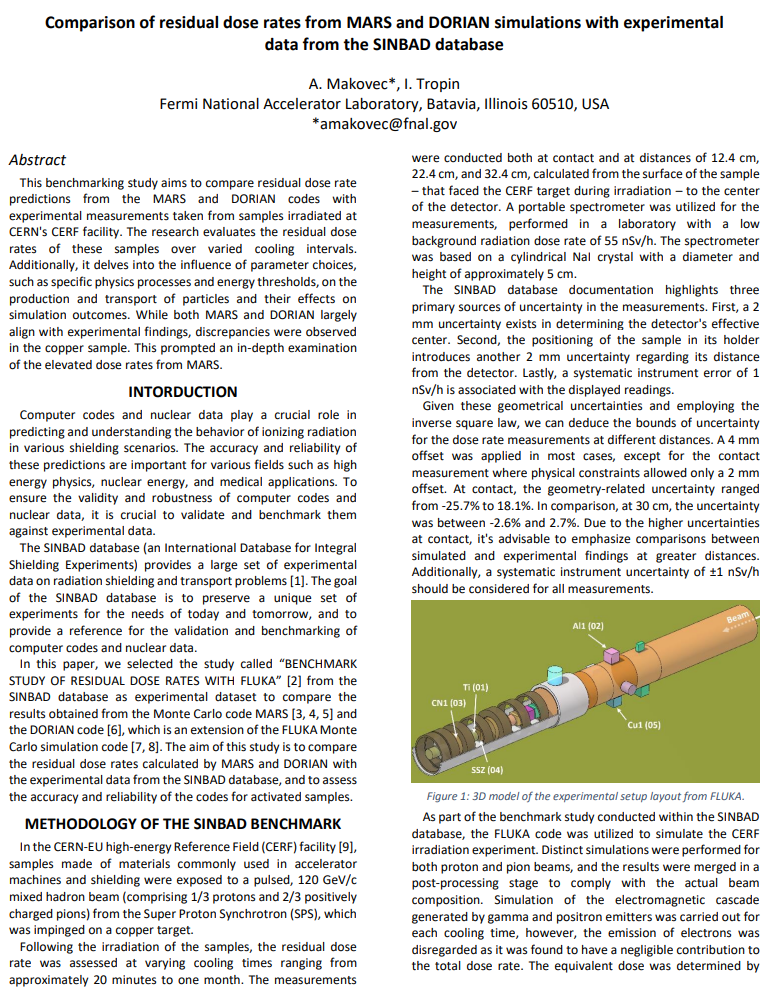 Comparison of residual dose rates from MARS and DORIAN simulations with experimental
data from the SINBAD database
A. Makovec*, I. Tropin
Fermi National Accelerator Laboratory, Batavia, Illinois 60510, USA
*amakovec@fnal.gov
Abstract
This benchmarking study aims to compare residual dose rate
predictions from the MARS and DORIAN codes with
experimental measurements taken from samples irradiated at
CERN's CERF facility. The research evaluates the residual dose
rates of these samples over varied cooling intervals.
Additionally, it delves into the influence of parameter choices,
such as specific physics processes and energy thresholds, on the
production and transport of particles and their effects on
simulation outcomes. While both MARS and DORIAN largely
align with experimental findings, discrepancies were observed
in the copper sample. This prompted an in-depth examination
of the elevated dose rates from MARS.
INTORDUCTION
Computer codes and nuclear data play a crucial role in
predicting and understanding the behavior of ionizing radiation
in various shielding scenarios. The accuracy and reliability of
these predictions are important for various fields such as high
energy physics, nuclear energy, and medical applications. To
ensure the validity and robustness of computer codes and
nuclear data, it is crucial to validate and benchmark them
against experimental data.
The SINBAD database (an International Database for Integral
Shielding Experiments) provides a large set of experimental
data on radiation shielding and transport problems [1]. The goal
of the SINBAD database is to preserve a unique set of
experiments for the needs of today and tomorrow, and to
provide a reference for the validation and benchmarking of
computer codes and nuclear data.
In this paper, we selected the study called “BENCHMARK
STUDY OF RESIDUAL DOSE RATES WITH FLUKA” [2] from the
SINBAD database as experimental dataset to compare the
results obtained from the Monte Carlo code MARS [3, 4, 5] and
the DORIAN code [6], which is an extension of the FLUKA Monte
Carlo simulation code [7, 8]. The aim of this study is to compare
the residual dose rates calculated by MARS and DORIAN with
the experimental data from the SINBAD database, and to assess
the accuracy and reliability of the codes for activated samples.
METHODOLOGY OF THE SINBAD BENCHMARK
In the CERN-EU high-energy Reference Field (CERF) facility [9],
samples made of materials commonly used in accelerator
machines and shielding were exposed to a pulsed, 120 GeV/c
mixed hadron beam (comprising 1/3 protons and 2/3 positively
charged pions) from the Super Proton Synchrotron (SPS), which
was impinged on a copper target.
Following the irradiation of the samples, the residual dose
rate was assessed at varying cooling times ranging from
approximately 20 minutes to one month. The measurements
were conducted both at contact and at distances of 12.4 cm,
22.4 cm, and 32.4 cm, calculated from the surface of the sample
– that faced the CERF target during irradiation – to the center
of the detector. A portable spectrometer was utilized for the
measurements, performed in a laboratory with a low
background radiation dose rate of 55 nSv/h. The spectrometer
was based on a cylindrical NaI crystal with a diameter and
height of approximately 5 cm.
The SINBAD database documentation highlights three
primary sources of uncertainty in the measurements. First, a 2
mm uncertainty exists in determining the detector's effective
center. Second, the positioning of the sample in its holder
introduces another 2 mm uncertainty regarding its distance
from the detector. Lastly, a systematic instrument error of 1
nSv/h is associated with the displayed readings.
Given these geometrical uncertainties and employing the
inverse square law, we can deduce the bounds of uncertainty
for the dose rate measurements at different distances. A 4 mm
offset was applied in most cases, except for the contact
measurement where physical constraints allowed only a 2 mm
offset. At contact, the geometry-related uncertainty ranged
from -25.7% to 18.1%. In comparison, at 30 cm, the uncertainty
was between -2.6% and 2.7%. Due to the higher uncertainties
at contact, it's advisable to emphasize comparisons between
simulated and experimental findings at greater distances.
Additionally, a systematic instrument uncertainty of ±1 nSv/h
should be considered for all measurements.
Beam
Al1 (02)
Ti (01)
CN1 (03)
Cu1 (05)
SSZ (04)
Figure 1: 3D model of the experimental setup layout from FLUKA.
As part of the benchmark study conducted within the SINBAD
database, the FLUKA code was utilized to simulate the CERF
irradiation experiment. Distinct simulations were performed for
both proton and pion beams, and the results were merged in a
post-processing stage to comply with the actual beam
composition. Simulation of the electromagnetic cascade
generated by gamma and positron emitters was carried out for
each cooling time, however, the emission of electrons was
disregarded as it was found to have a negligible contribution to
the total dose rate. The equivalent dose was determined by